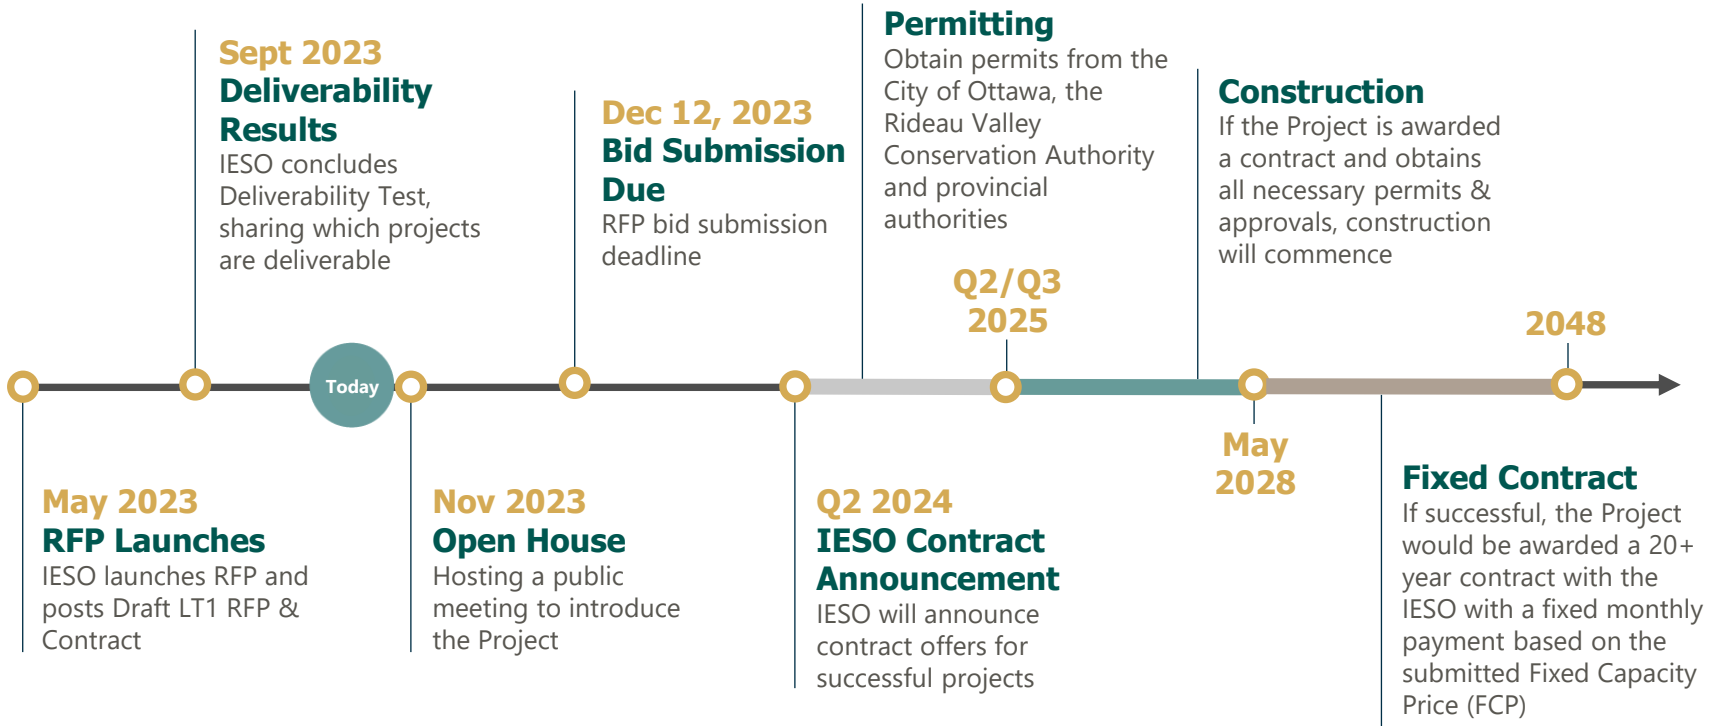 Sept 2023
Deliverability
Results
IESO concludes
Deliverability Test,
sharing which projects
are deliverable
Dec 12, 2023
Bid Submission
Due
RFP bid submission
deadline
Permitting
Obtain permits from the
City of Ottawa, the
Rideau Valley
Conservation Authority
and provincial
authorities
Construction
If the Project is awarded
a contract and obtains
all necessary permits &
approvals, construction
will commence
Q2/Q3
2025
2048
Today
May
2028
May 2023
RFP Launches
IESO launches RFP and
posts Draft LT1 RFP &
Contract
Nov 2023
Open House
Hosting a public
meeting to introduce
the Project
Q2 2024
IESO Contract
Announcement
IESO will announce
contract offers for
successful projects
Fixed Contract
If successful, the Project
would be awarded a 20+
year contract with the
IESO with a fixed monthly
payment based on the
submitted Fixed Capacity
Price (FCP)